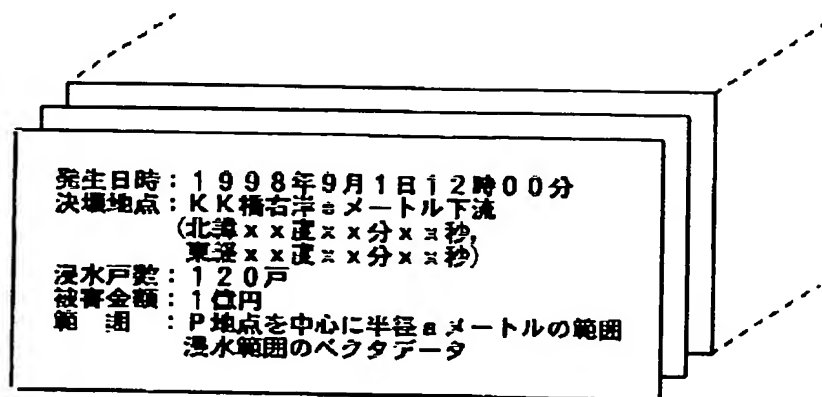 発生日時：1998年9月1日12時00分
決壊地点：KK橋右岸aメートル下流
(北緯xx度xx分xx秒,
東経xx度xx分xx秒)
浸水戸数：120戸
被害金額：1億円
範　囲　：P地点を中心に半径aメートルの範囲
浸水範囲のベクタデータ